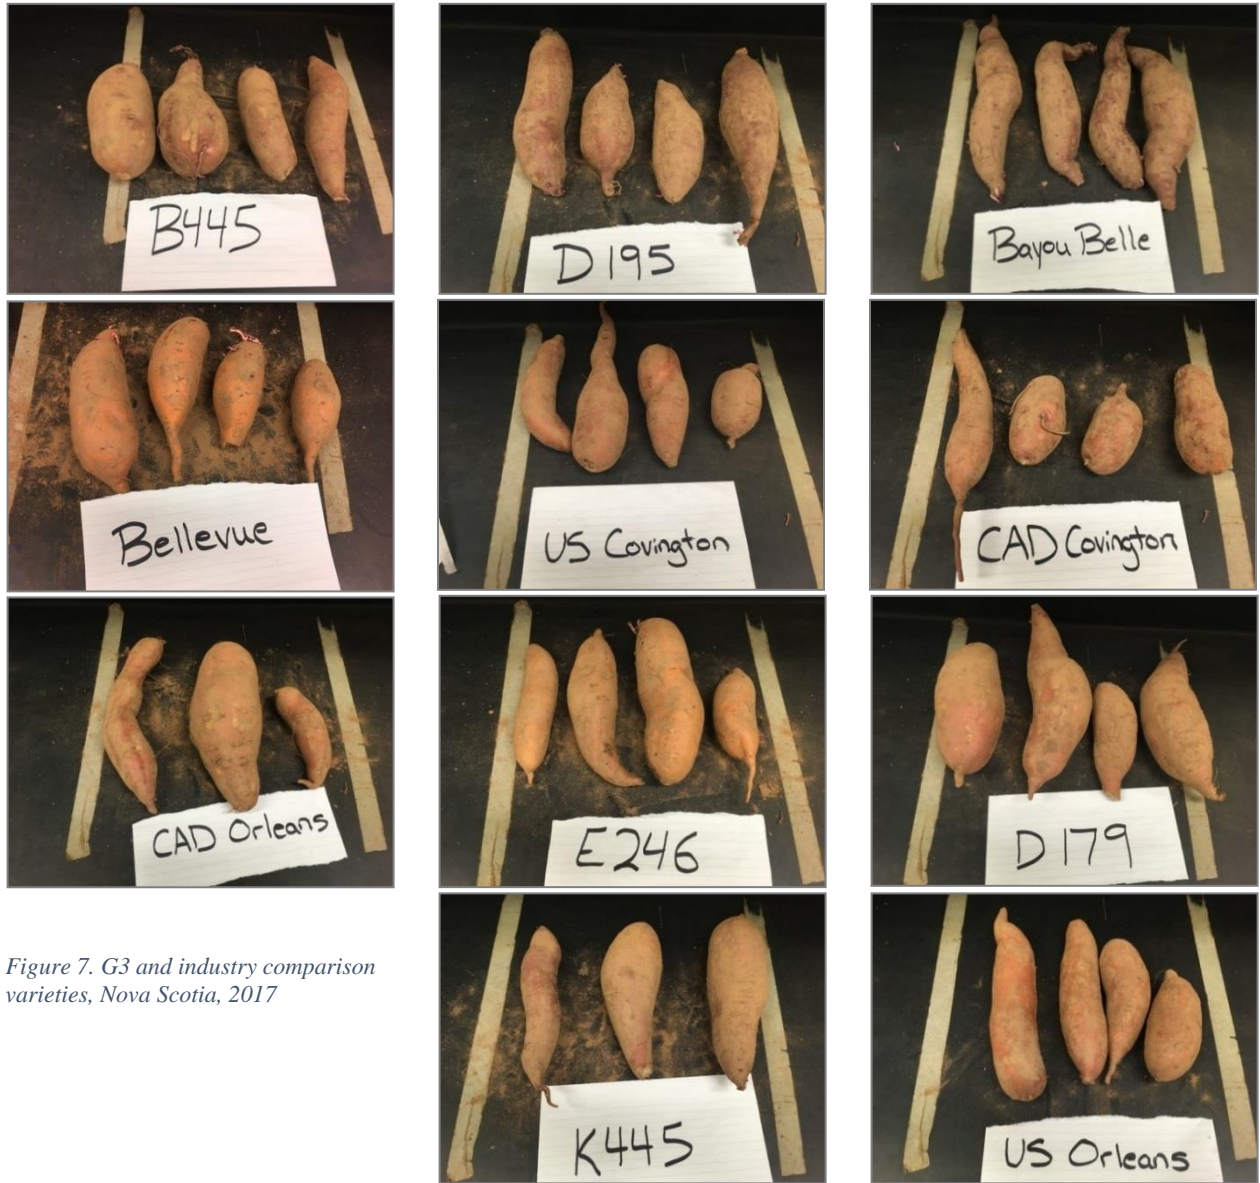 B445
D195
Bayou Belle
Bellevue
US Covington
CAD Covington
CAD Orleans
E246
D179
Figure 7. G3 and industry comparison
varieties, Nova Scotia, 2017
K445
US Orleans